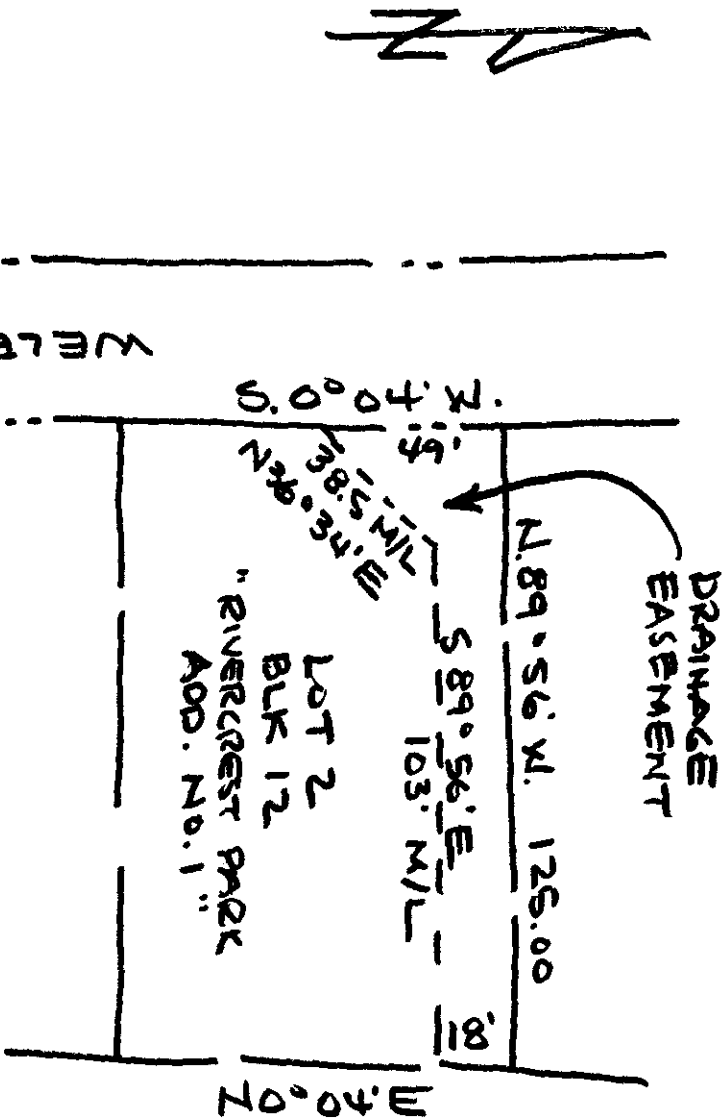 N
DRAINAGE
EASEMENT
N.89°56'W. 125.00
S 89°56'E
103' M/L
18'
49'
S.0°04'W.
38.5 M/L
N36°34'E
LOT 2
BLK 12
"RIVERCREST PARK
ADD. NO.1"
N0°04'E